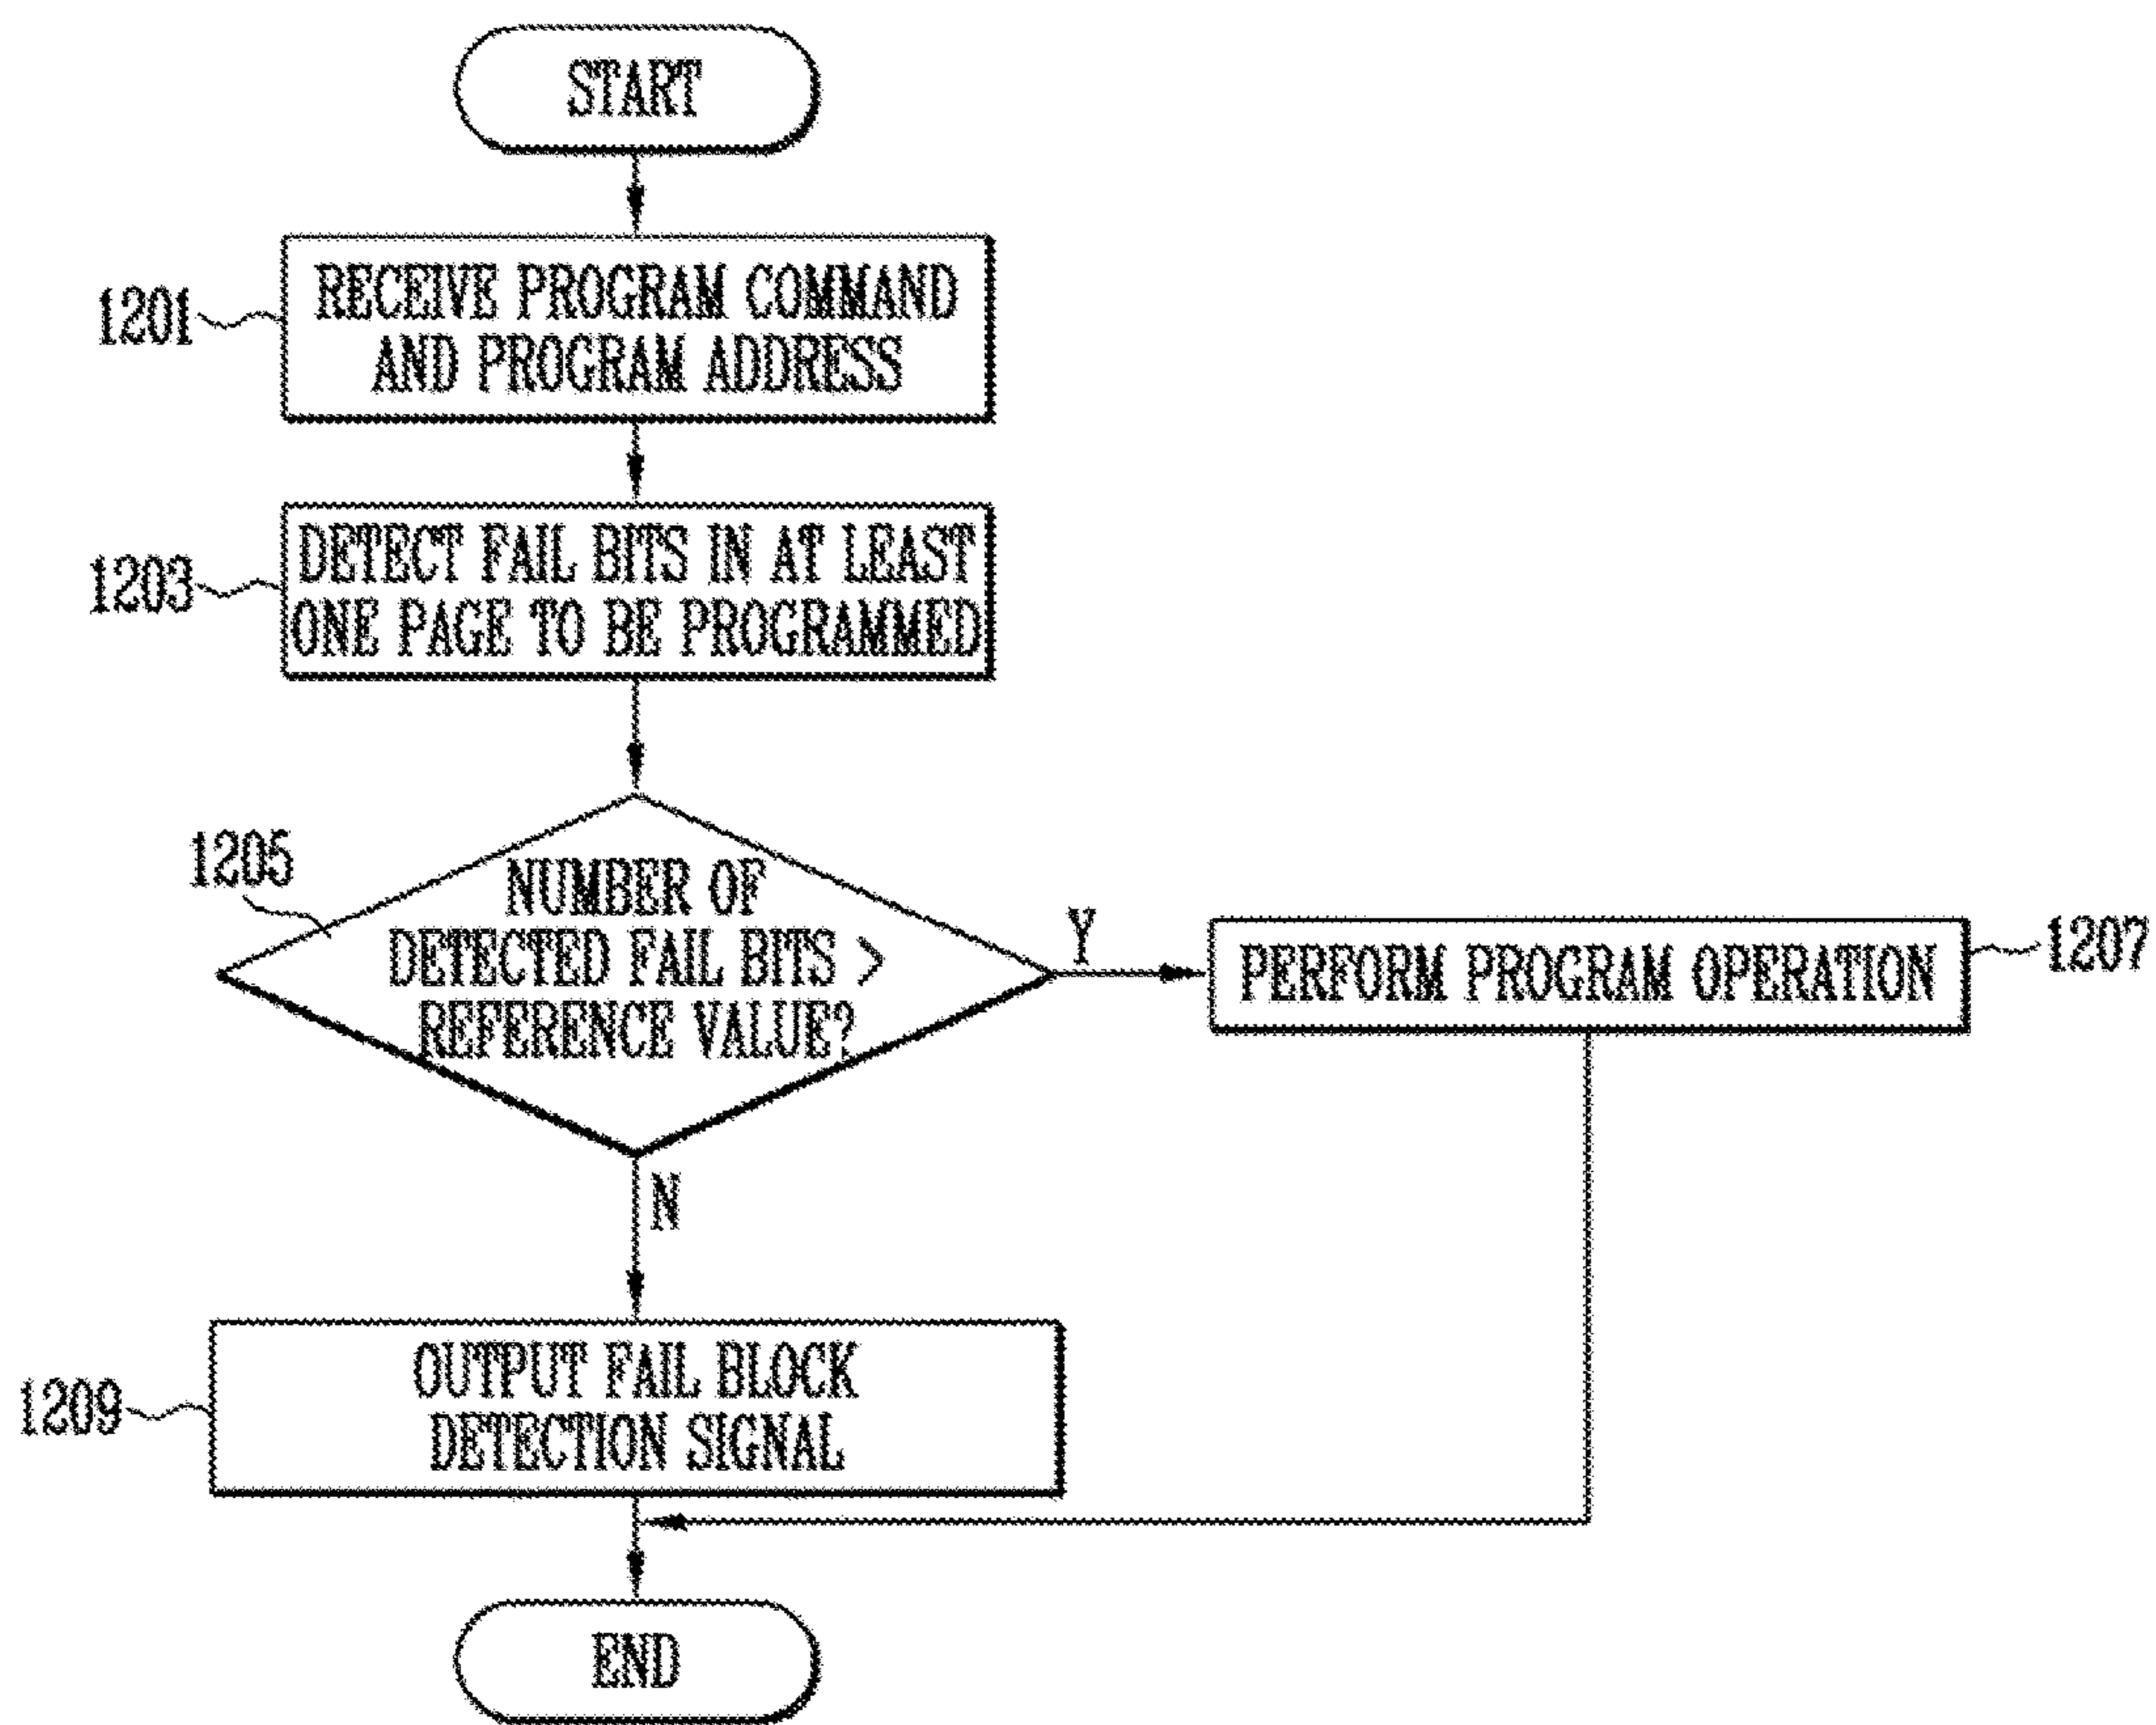 START
1201
RECEIVE PROGRAM COMMAND
AND PROGRAM ADDRESS
1203
DETECT FAIL BITS IN AT LEAST
ONE PAGE TO BE PROGRAMMED
1205
NUMBER OF
DETECTED FAIL BITS >
REFERENCE VALUE?
Y
PERFORM PROGRAM OPERATION
1207
N
1209
OUTPUT FAIL BLOCK
DETECTION SIGNAL
END